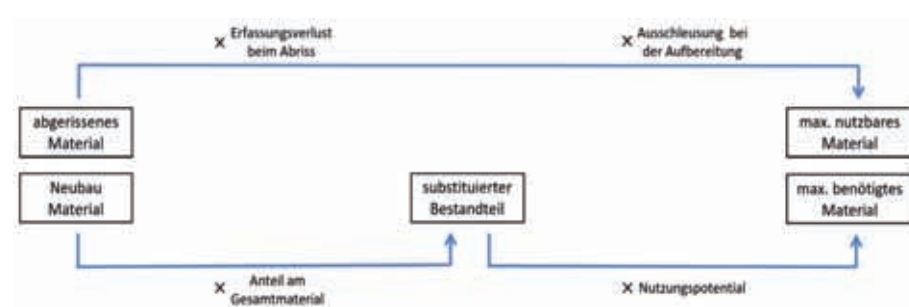 × Erfassungsverlust
beim Abriss
× Ausschleusung bei
der Aufbereitung
abgerissenes
Material
max. nutzbares
Material
Neubau
Material
substituierter
Bestandteil
max. benötigtes
Material
× Anteil am
Gesamtmaterial
× Nutzungspotential